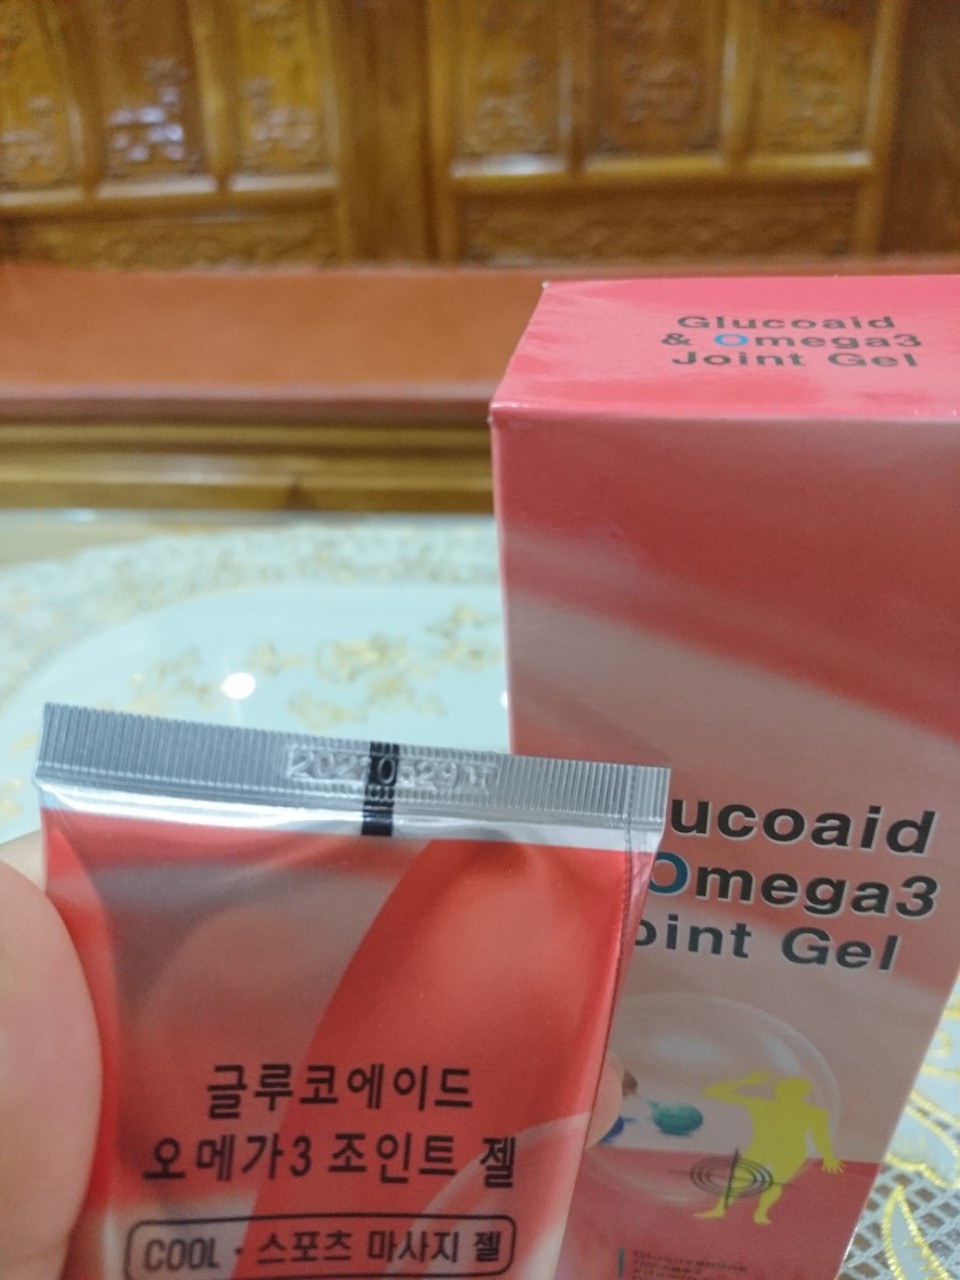 Glucoaid
& Omega3
Joint Gel
lucoaid
Omega3
oint Gel
글루코에이드
오메가3 조인트 젤
COOL · 스포츠 마사지 젤